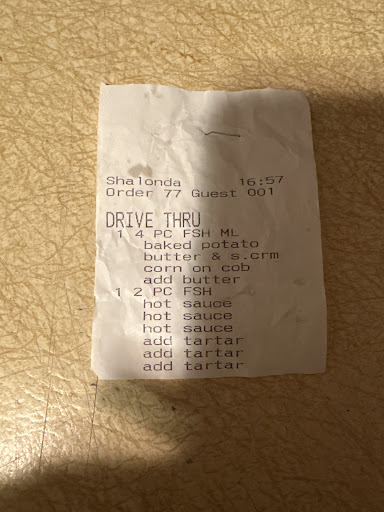 Shalonda 16:57
Order 77 Guest 001
DRIVE THRU
1 4 PC FSH ML
baked potato
butter & s.crm
corn on cob
add butter
1 2 PC FSH
hot sauce
hot sauce
hot sauce
add tartar
add tartar
add tartar